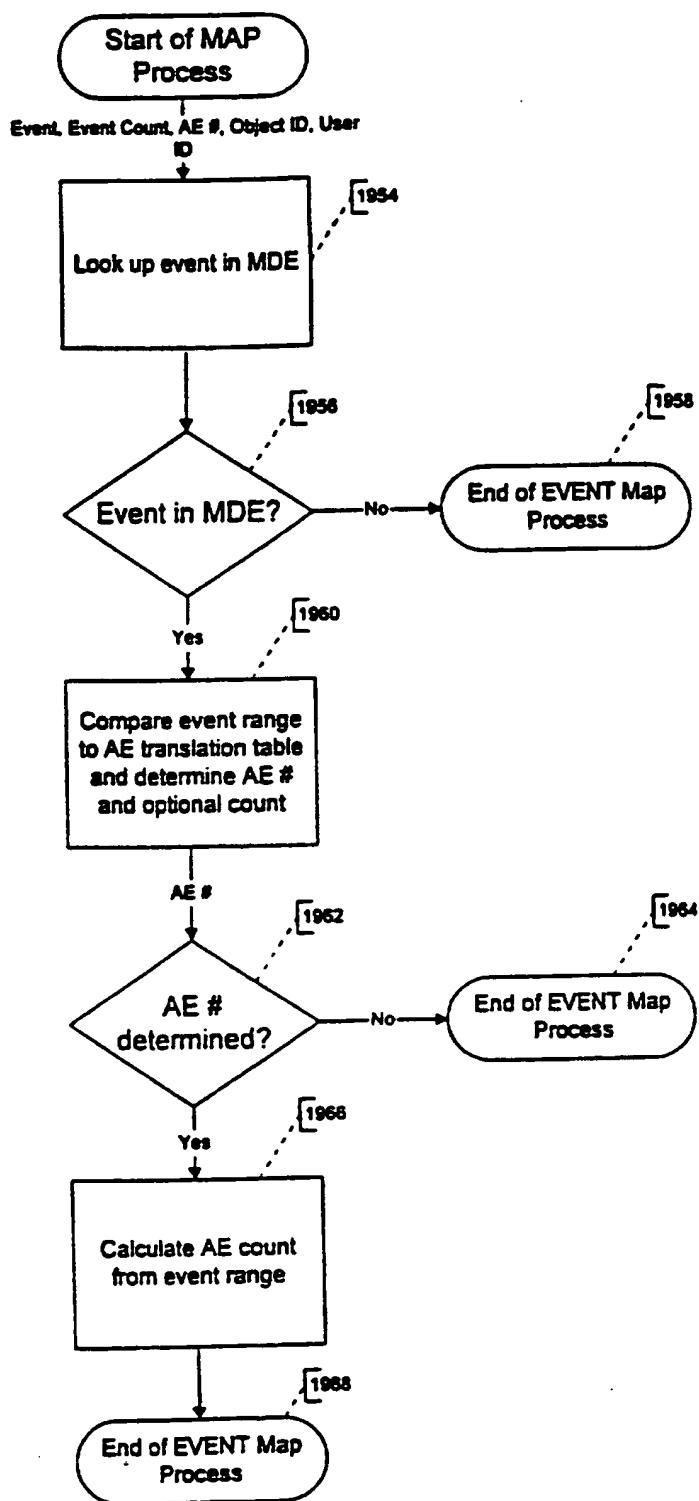 Start of MAP
Process
Event, Event Count, AE #, Object ID, User
ID
1954
Look up event in MDE
1956
1958
Event in MDE?
No
End of EVENT Map
Process
Yes
1960
Compare event range
to AE translation table
and determine AE #
and optional count
AE #
1962
1964
AE #
determined?
No
End of EVENT Map
Process
Yes
1966
Calculate AE count
from event range
1968
End of EVENT Map
Process